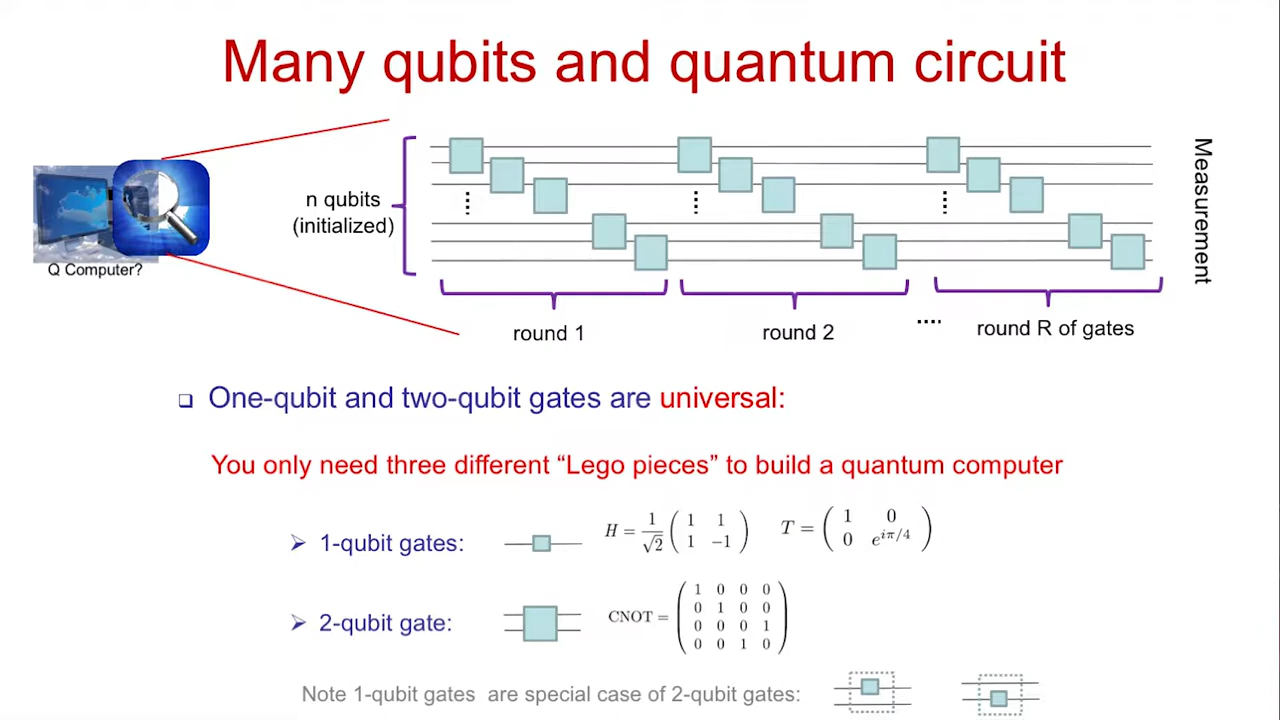 Many qubits and quantum circuit
n qubits
(initialized)
Measurement
Q Computer?
round 1
round 2
....
round R of gates
❑ One-qubit and two-qubit gates are universal:
You only need three different “Lego pieces” to build a quantum computer
➢ 1-qubit gates:
H = 1/√2 ( 1 1 ; 1 −1 )
T = ( 1 0 ; 0 e^{iπ/4} )
➢ 2-qubit gate:
CNOT = ( 1 0 0 0 ; 0 1 0 0 ; 0 0 0 1 ; 0 0 1 0 )
Note 1-qubit gates are special case of 2-qubit gates: